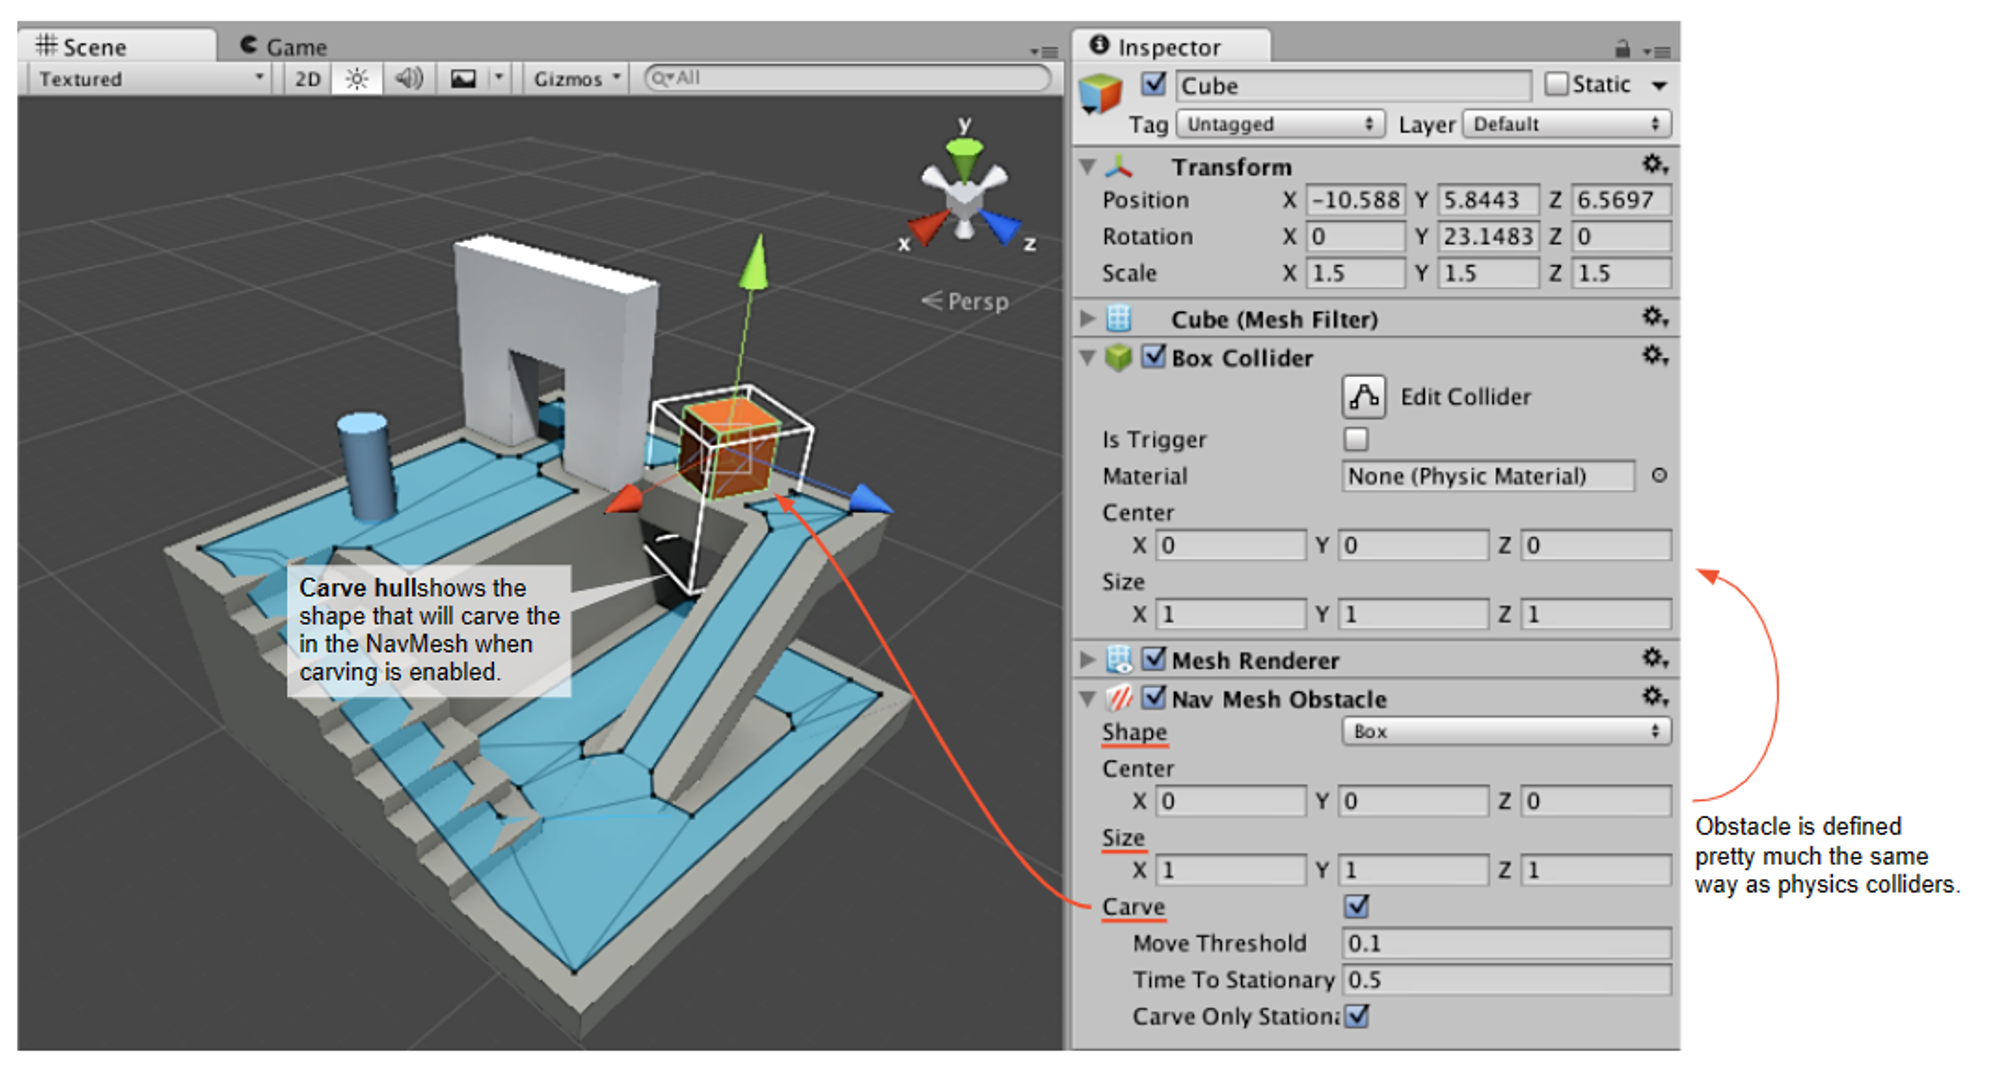 Scene
Game
Textured
2D
Gizmos
All
y
x
z
Persp
Carve hullshows the
shape that will carve the
in the NavMesh when
carving is enabled.
Inspector
Cube
Static
Tag Untagged Layer Default
Transform
Position X -10.588 Y 5.8443 Z 6.5697
Rotation X 0 Y 23.1483 Z 0
Scale X 1.5 Y 1.5 Z 1.5
Cube (Mesh Filter)
Box Collider
Edit Collider
Is Trigger
Material None (Physic Material)
Center
X 0 Y 0 Z 0
Size
X 1 Y 1 Z 1
Mesh Renderer
Nav Mesh Obstacle
Shape Box
Center
X 0 Y 0 Z 0
Size
X 1 Y 1 Z 1
Carve
Move Threshold 0.1
Time To Stationary 0.5
Carve Only Station
Obstacle is defined
pretty much the same
way as physics colliders.